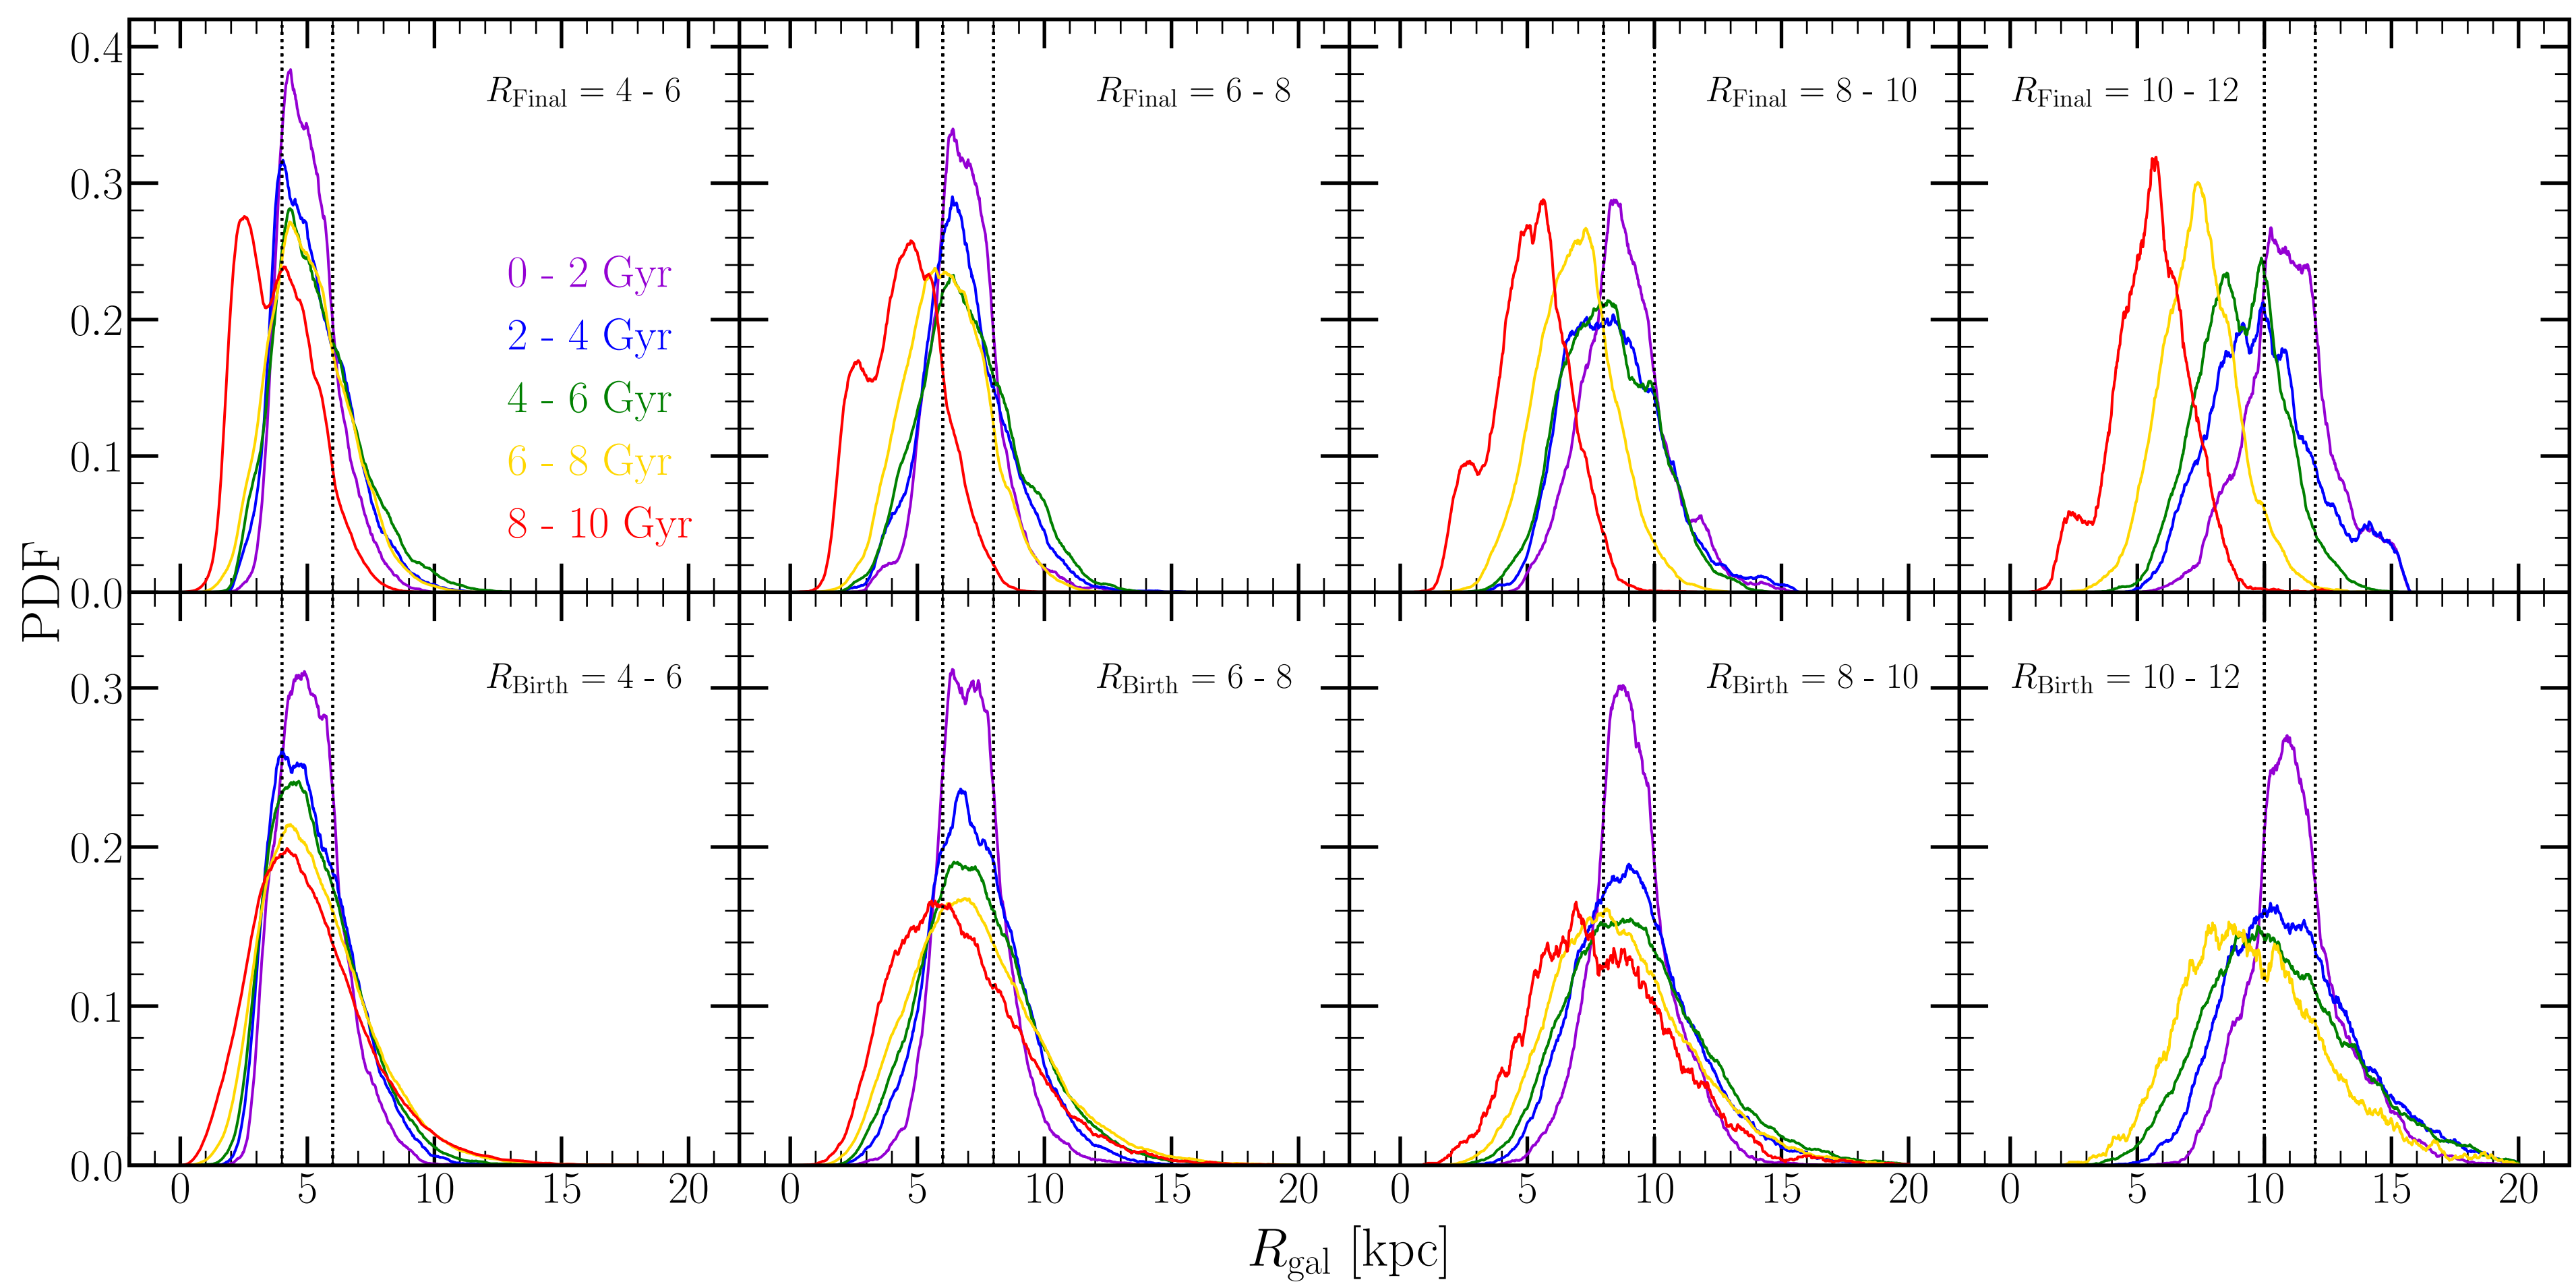 PDF
0.4
0.3
0.2
0.1
0.0
R_Final = 4 - 6
0 - 2 Gyr
2 - 4 Gyr
4 - 6 Gyr
6 - 8 Gyr
8 - 10 Gyr
R_Final = 6 - 8
R_Final = 8 - 10
R_Final = 10 - 12
0.3
0.2
0.1
0.0
R_Birth = 4 - 6
R_Birth = 6 - 8
R_Birth = 8 - 10
R_Birth = 10 - 12
0 5 10 15 20 0 5 10 15 20 0 5 10 15 20 0 5 10 15 20
R_gal [kpc]